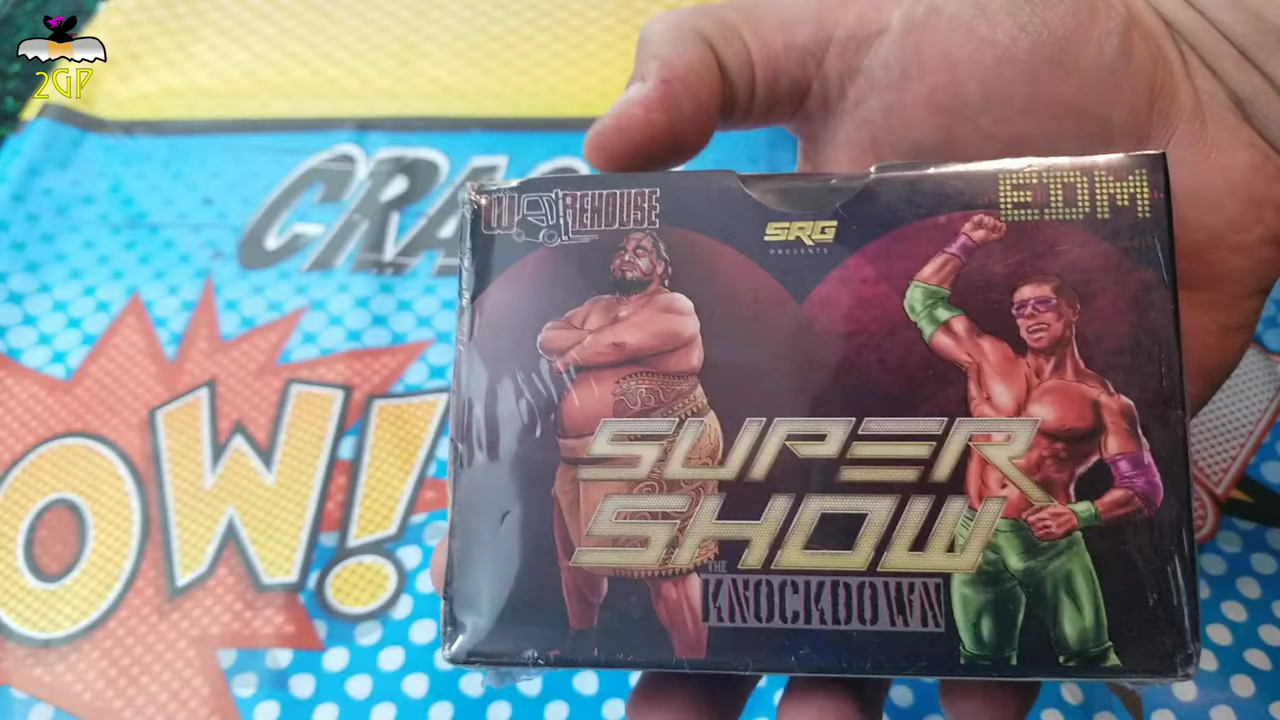 2GP
CRA
OW!
WAREHOUSE
SRG
PRESENTS
EDM
SUPER
SHOW
THE
KNOCKDOWN